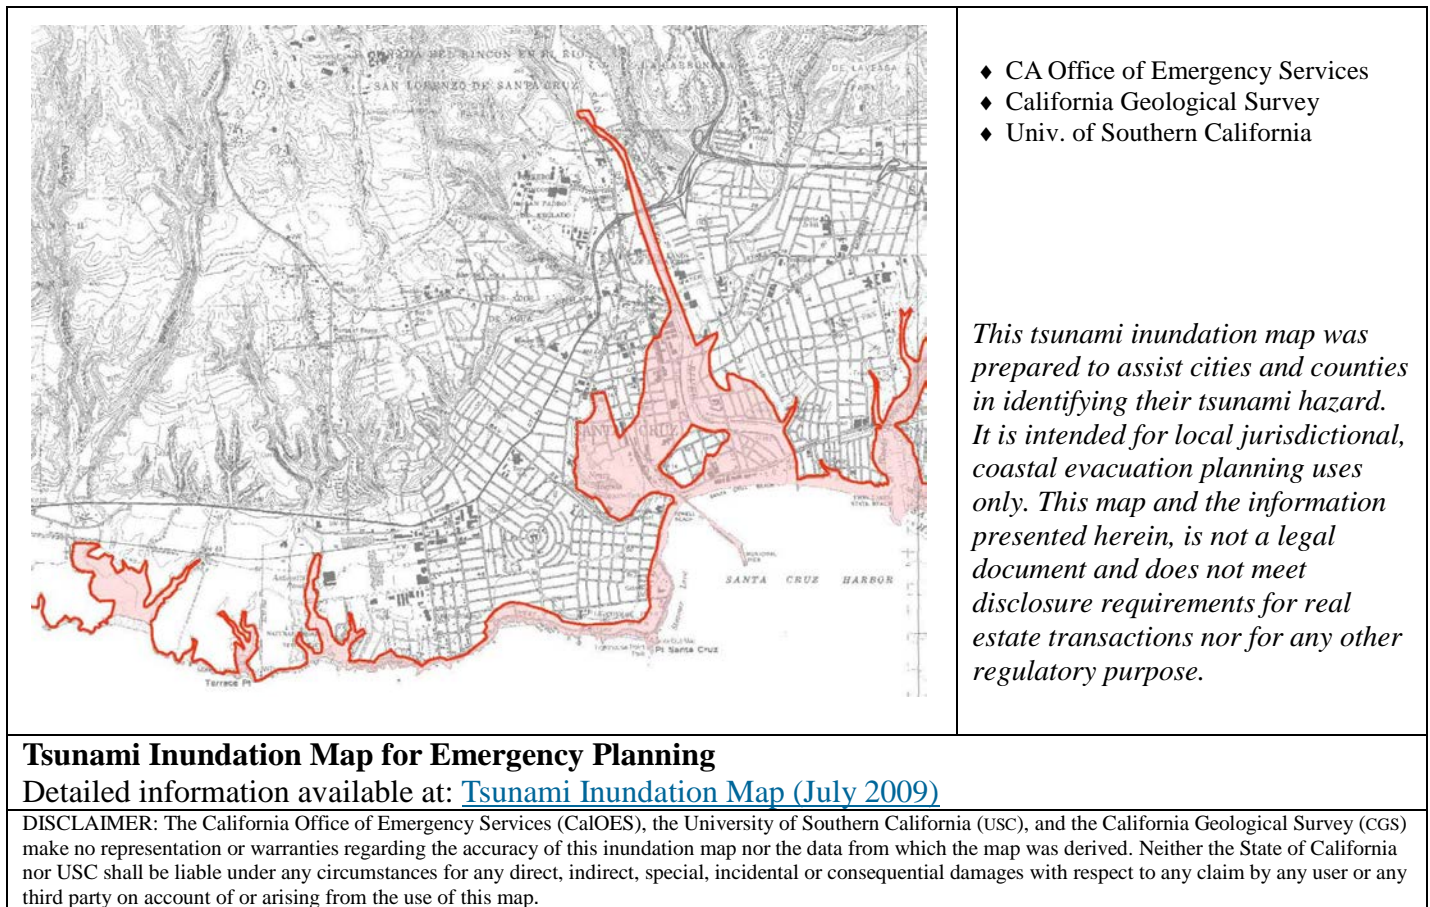 SAN LORENZO DE SANTA CRUZ
DE LAVEAGA
SANTA CRUZ
MUNICIPAL
SANTA CRUZ HARBOR
Pt Santa Cruz
Terrace Pt
♦ CA Office of Emergency Services
♦ California Geological Survey
♦ Univ. of Southern California
This tsunami inundation map was
prepared to assist cities and counties
in identifying their tsunami hazard.
It is intended for local jurisdictional,
coastal evacuation planning uses
only. This map and the information
presented herein, is not a legal
document and does not meet
disclosure requirements for real
estate transactions nor for any other
regulatory purpose.
Tsunami Inundation Map for Emergency Planning
Detailed information available at: Tsunami Inundation Map (July 2009)
DISCLAIMER: The California Office of Emergency Services (CalOES), the University of Southern California (USC), and the California Geological Survey (CGS)
make no representation or warranties regarding the accuracy of this inundation map nor the data from which the map was derived. Neither the State of California
nor USC shall be liable under any circumstances for any direct, indirect, special, incidental or consequential damages with respect to any claim by any user or any
third party on account of or arising from the use of this map.